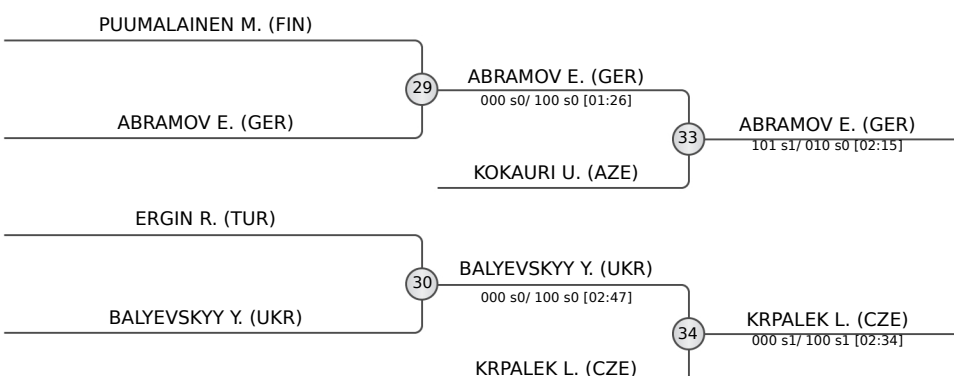 PUUMALAINEN M. (FIN)
29
ABRAMOV E. (GER)
000 s0/ 100 s0 [01:26]
ABRAMOV E. (GER)
33
ABRAMOV E. (GER)
101 s1/ 010 s0 [02:15]
KOKAURI U. (AZE)
ERGIN R. (TUR)
30
BALYEVSKYY Y. (UKR)
000 s0/ 100 s0 [02:47]
BALYEVSKYY Y. (UKR)
34
KRPALEK L. (CZE)
000 s1/ 100 s1 [02:34]
KRPALEK L. (CZE)